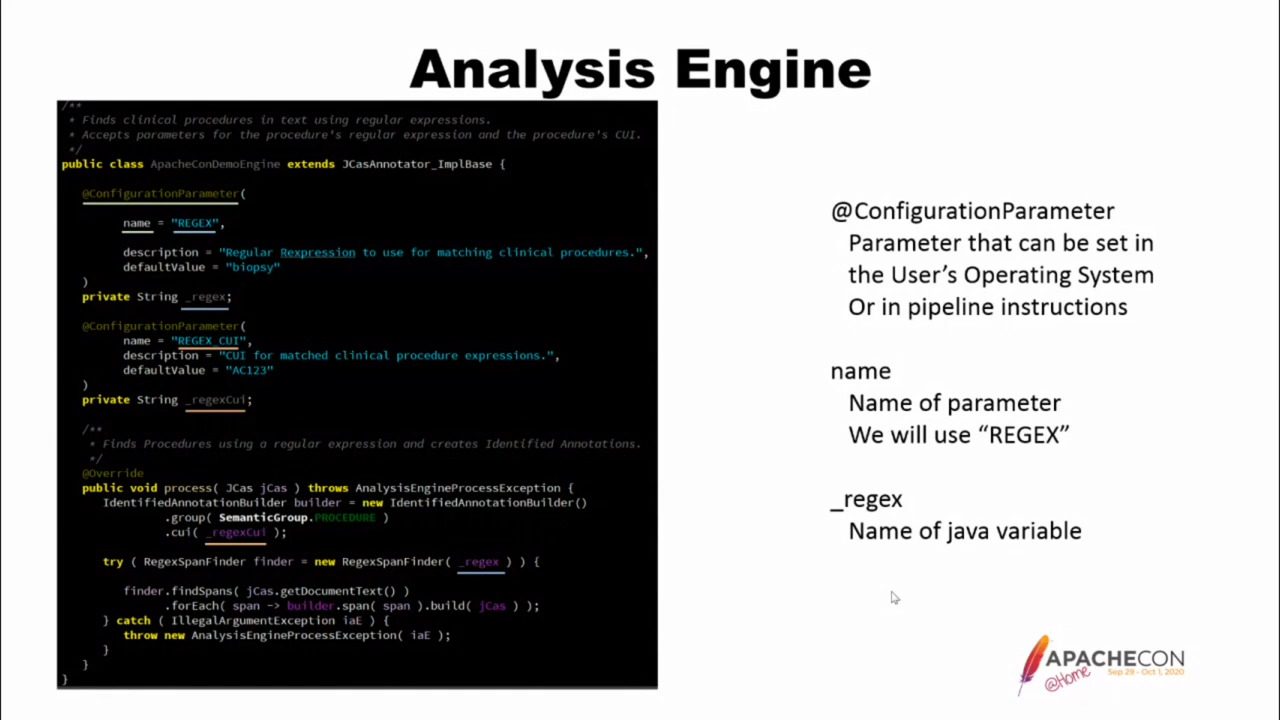 Analysis Engine
/**
* Finds clinical procedures in text using regular expressions.
* Accepts parameters for the procedure's regular expression and the procedure's CUI.
*/
public class ApacheConDemoEngine extends JCasAnnotator_ImplBase {
@ConfigurationParameter(
name = "REGEX",
description = "Regular Rexpression to use for matching clinical procedures.",
defaultValue = "biopsy"
)
private String _regex;
@ConfigurationParameter(
name = "REGEX_CUI",
description = "CUI for matched clinical procedure expressions.",
defaultValue = "AC123"
)
private String _regexCui;
/**
* Finds Procedures using a regular expression and creates Identified Annotations.
*/
@Override
public void process( JCas jCas ) throws AnalysisEngineProcessException {
IdentifiedAnnotationBuilder builder = new IdentifiedAnnotationBuilder()
.group( SemanticGroup.PROCEDURE )
.cui( _regexCui );
try ( RegexSpanFinder finder = new RegexSpanFinder( _regex ) ) {
finder.findSpans( jCas.getDocumentText() )
.forEach( span -> builder.span( span ).build( jCas ) );
} catch ( IllegalArgumentException iaE ) {
throw new AnalysisEngineProcessException( iaE );
}
}
}
@ConfigurationParameter
Parameter that can be set in
the User's Operating System
Or in pipeline instructions
name
Name of parameter
We will use “REGEX”
_regex
Name of java variable
APACHECON
@Home Sep 29 - Oct 1, 2020